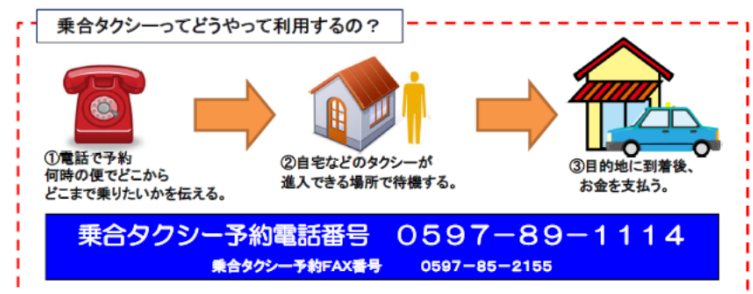 乗合タクシーってどうやって利用するの？
①電話で予約
何時の便でどこから
どこまで乗りたいかを伝える。
②自宅などのタクシーが
進入できる場所で待機する。
③目的地に到着後、
お金を支払う。
乗合タクシー予約電話番号　０５９７－８９－１１１４
乗合タクシー予約FAX番号　0597－85－2155